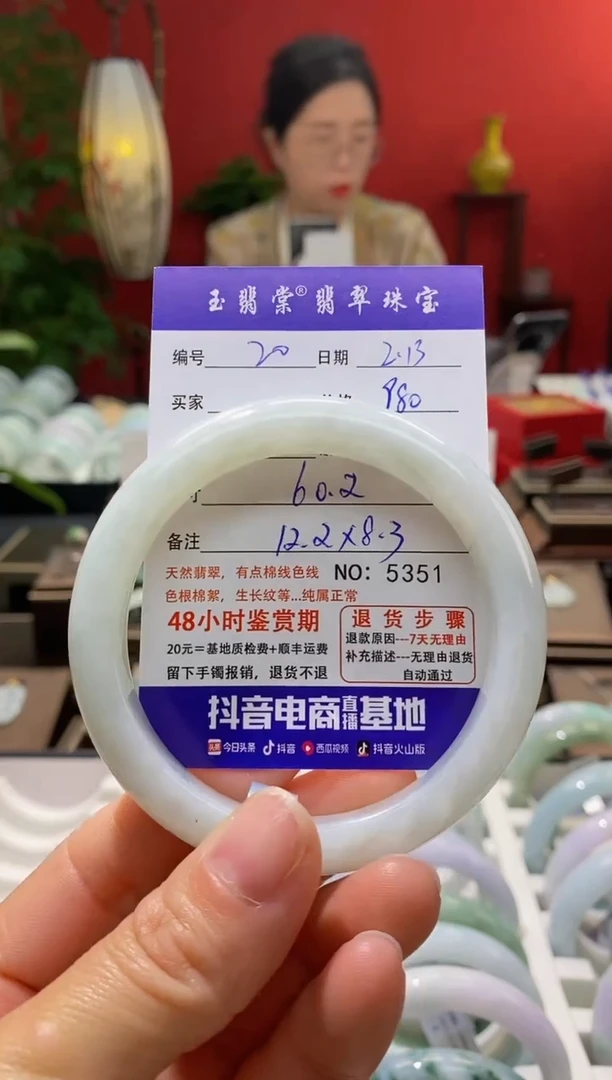 玉翡棠®翡翠珠宝
编号 20 日期 2.13
买家 980
60.2
备注 12.2X8.3
天然翡翠，有点棉线色线 NO: 5351
色根棉絮，生长纹等...纯属正常
48小时鉴赏期
20元=基地质检费+顺丰运费
留下手镯报销，退货不退
退货步骤
退款原因---7天无理由
补充描述---无理由退货
自动通过
抖音电商直播基地
头条 今日头条 抖音 西瓜视频 抖音火山版